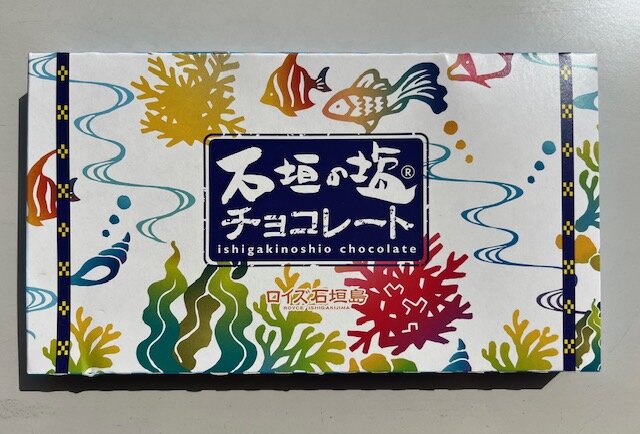 石垣の塩®
チョコレート
ishigakinoshio chocolate
ロイズ石垣島
ROYCE' ISHIGAKIJIMA